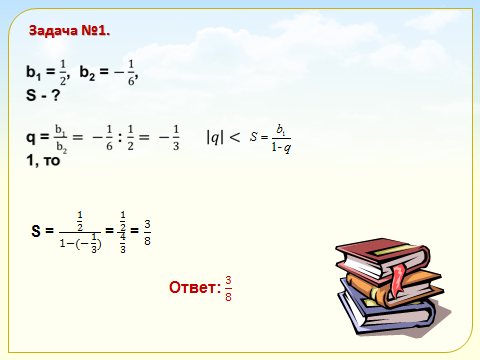 Задача №1.
b₁ = 1/2, b₂ = −1/6,
S - ?
q = b₁/b₂ = −1/6 : 1/2 = −1/3 |q| < S = b₁/(1-q)
1, то
S = (1/2)/(1−(−1/3)) = (1/2)/(4/3) = 3/8
Ответ: 3/8